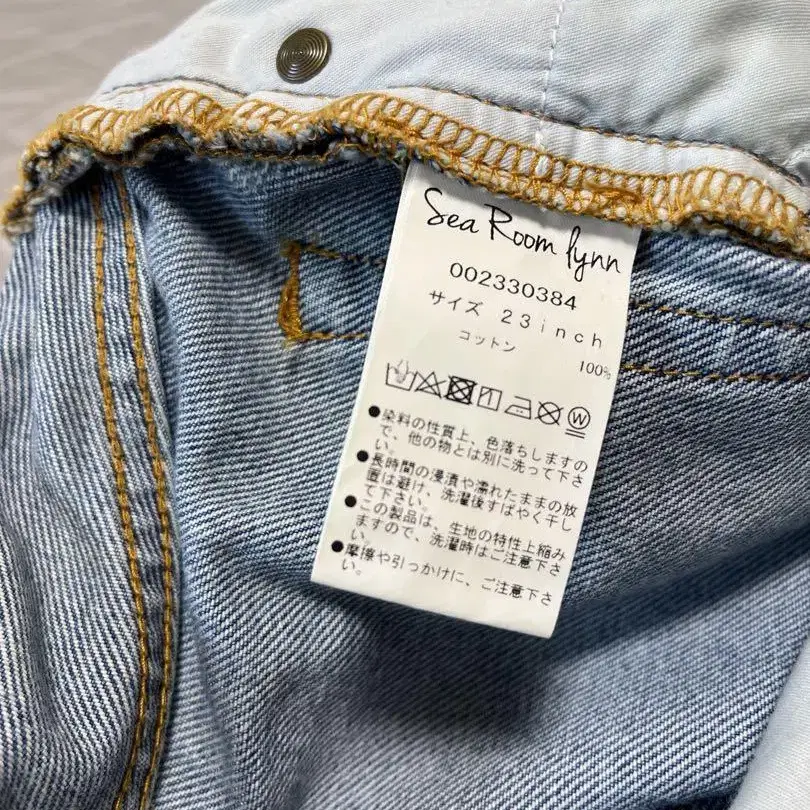 Sea Room lynn
002330384
サイズ 23inch
コットン 100%
●染料の性質上、色落ちしますの
で、他の物とは別に洗って下さ
い。
●長時間の浸漬や濡れたままの放
置は避け、洗濯後すばやく干し
て下さい。
●この製品は、生地の特性上縮み
ますので、洗濯時はご注意下さ
い。
●摩擦や引っかけに、ご注意下さ
い。